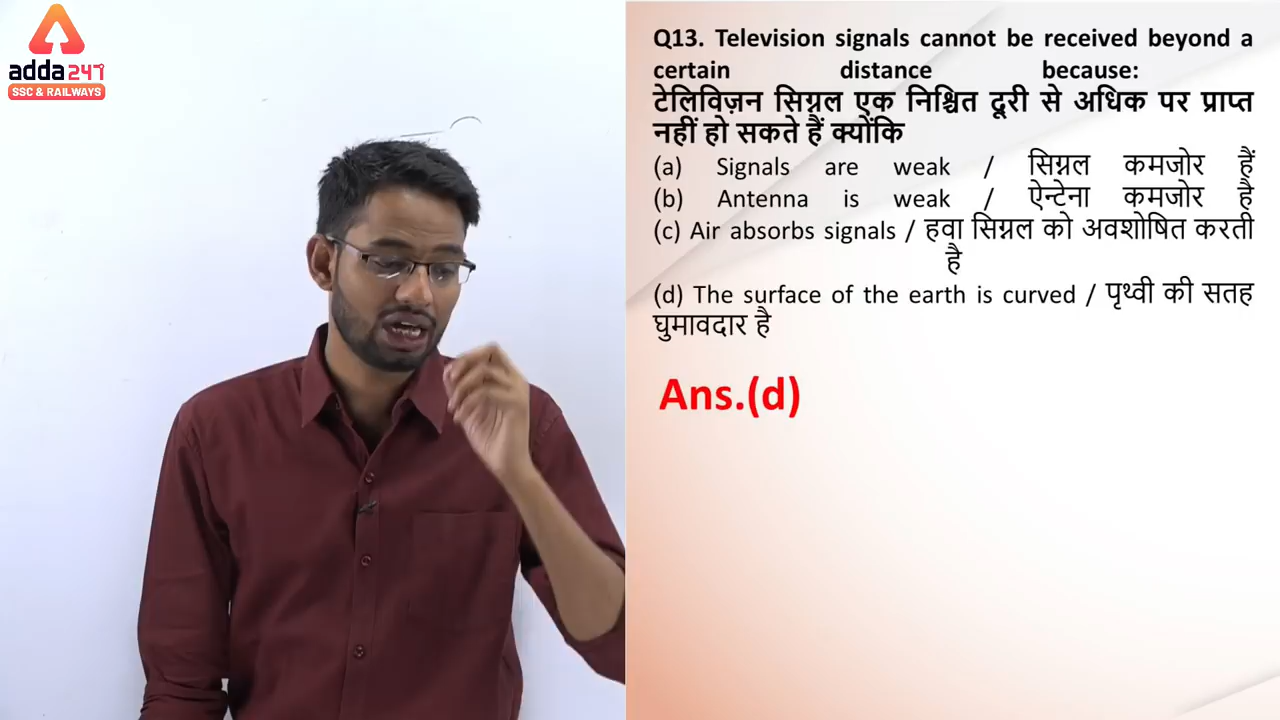 adda247
SSC & RAILWAYS
Q13. Television signals cannot be received beyond a
certain distance because:
टेलिविज़न सिग्नल एक निश्चित दूरी से अधिक पर प्राप्त
नहीं हो सकते हैं क्योंकि
(a) Signals are weak / सिग्नल कमजोर हैं
(b) Antenna is weak / ऐन्टेना कमजोर है
(c) Air absorbs signals / हवा सिग्नल को अवशोषित करती
है
(d) The surface of the earth is curved / पृथ्वी की सतह
घुमावदार है
Ans.(d)